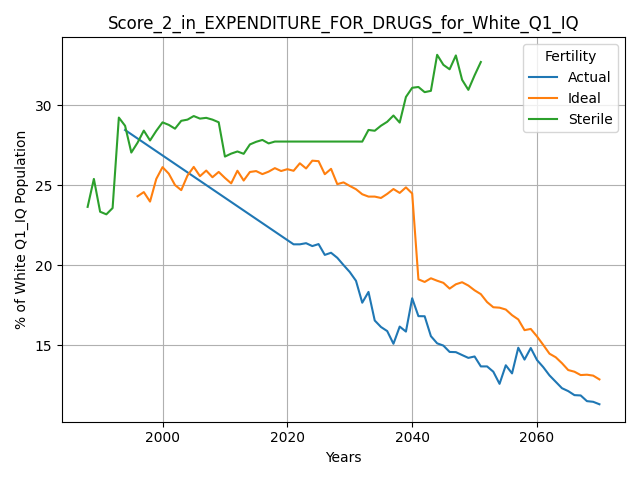 Score_2_in_EXPENDITURE_FOR_DRUGS_for_White_Q1_IQ
Fertility
Actual
Ideal
Sterile
% of White Q1_IQ Population
30
25
20
15
2000
2020
2040
2060
Years